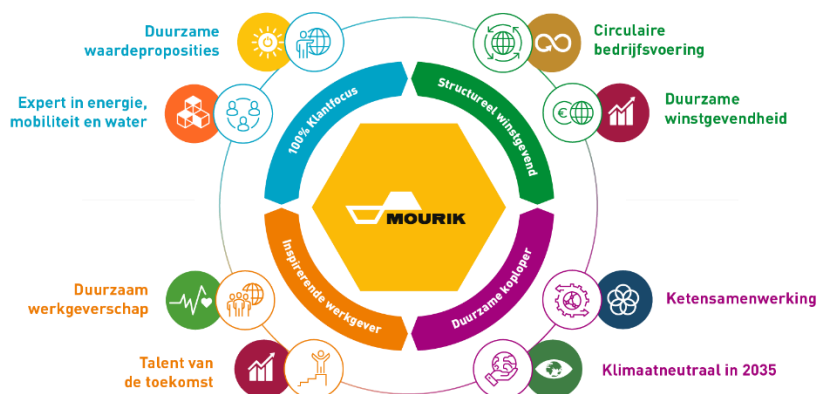 Duurzame
waardeproposities
Expert in energie,
mobiliteit en water
100% Klantfocus
Structureel winstgevend
Circulaire
bedrijfsvoering
Duurzame
winstgevendheid
€
MOURIK
Inspirerende werkgever
Duurzame koploper
Duurzaam
werkgeverschap
Talent van
de toekomst
Ketensamenwerking
Klimaatneutraal in 2035